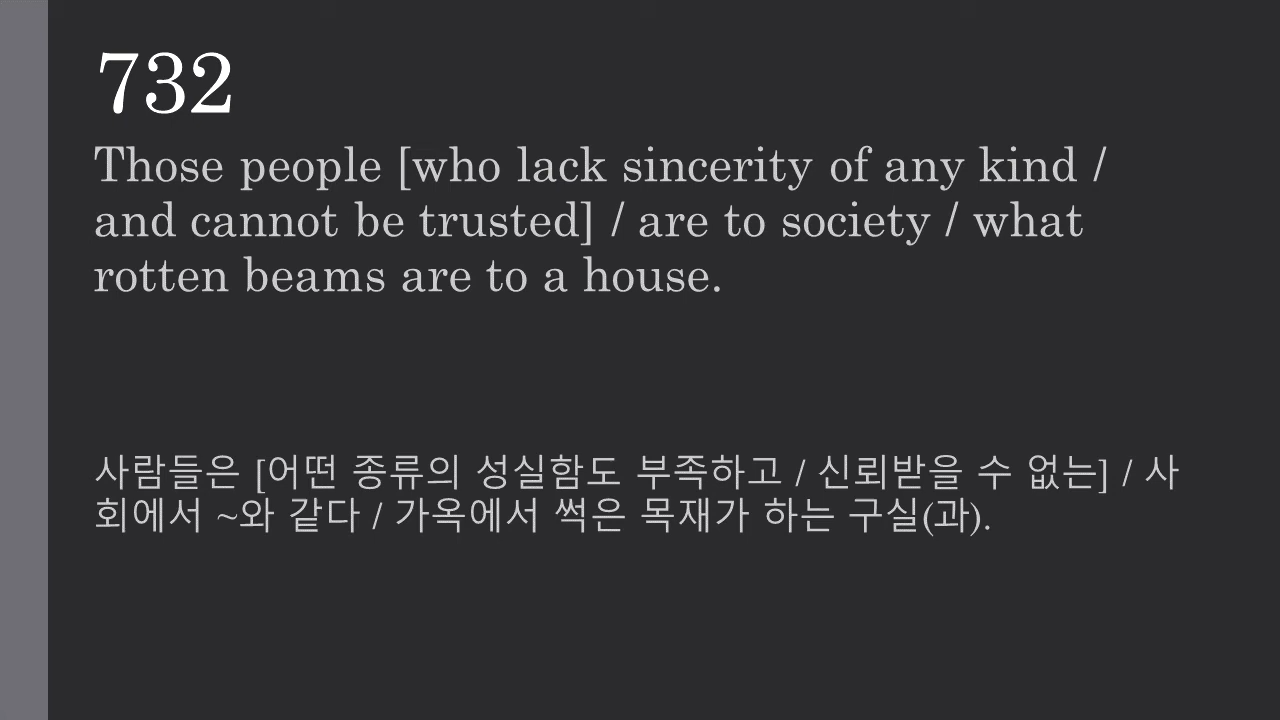 732
Those people [who lack sincerity of any kind /
and cannot be trusted] / are to society / what
rotten beams are to a house.
사람들은 [어떤 종류의 성실함도 부족하고 / 신뢰받을 수 없는] / 사
회에서 ~와 같다 / 가옥에서 썩은 목재가 하는 구실(과).